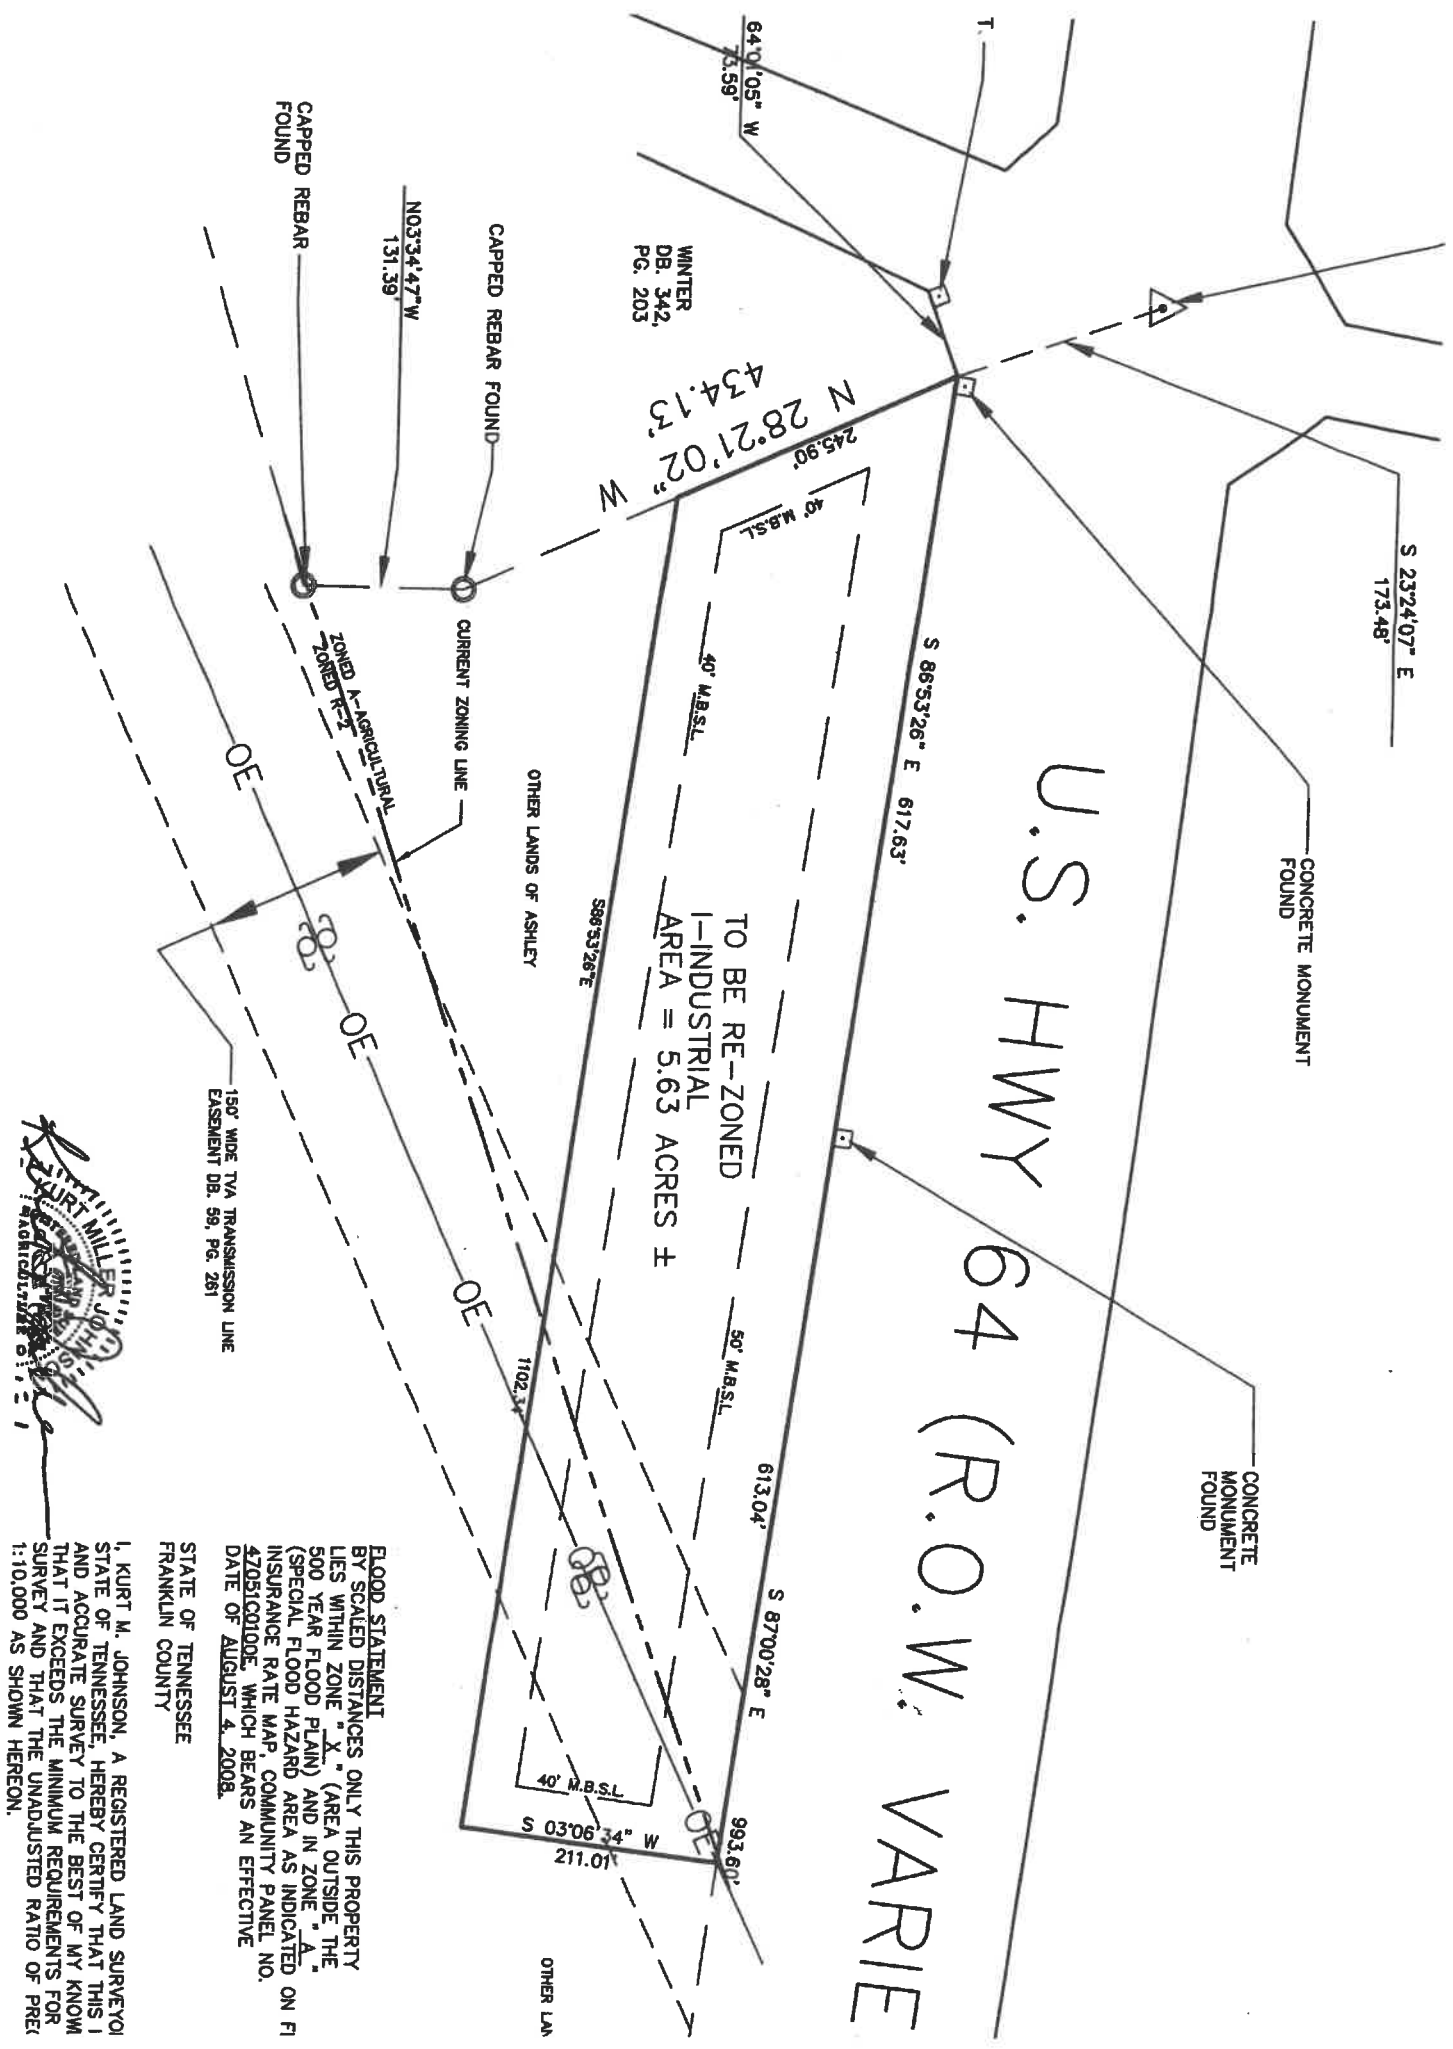 T.
64°01'05" W
73.59'
S 23°24'07" E
173.48'
CONCRETE MONUMENT
FOUND
CONCRETE
MONUMENT
FOUND
U.S. HWY 64 (R.O.W. VARIE
WINTER
DB. 342,
PG. 203
N 28°21'02" W
434.13'
245.90'
S 86°53'26" E 617.63'
613.04'
S 87°00'28" E
993.60'
40' M.B.S.L.
40' M.B.S.L.
50' M.B.S.L.
40' M.B.S.L.
TO BE RE-ZONED
I-INDUSTRIAL
AREA = 5.63 ACRES ±
S86°53'26"E
1102.34'
S 03°06'34" W
211.01'
CAPPED REBAR FOUND
N03°34'47"W
131.39'
CAPPED REBAR
FOUND
CURRENT ZONING LINE
ZONED A-AGRICULTURAL
ZONED R-2
OTHER LANDS OF ASHLEY
OTHER LAN
OE
OE
OE
OE
150' WIDE TVA TRANSMISSION LINE
EASEMENT DB. 59, PG. 261
FLOOD STATEMENT
BY SCALED DISTANCES ONLY THIS PROPERTY
LIES WITHIN ZONE " X " (AREA OUTSIDE THE
500 YEAR FLOOD PLAIN) AND IN ZONE " A "
(SPECIAL FLOOD HAZARD AREA AS INDICATED ON FI
INSURANCE RATE MAP, COMMUNITY PANEL NO.
47051C0100E, WHICH BEARS AN EFFECTIVE
DATE OF AUGUST 4, 2008.
STATE OF TENNESSEE
FRANKLIN COUNTY
I, KURT M. JOHNSON, A REGISTERED LAND SURVEYO
STATE OF TENNESSEE, HEREBY CERTIFY THAT THIS I
AND ACCURATE SURVEY TO THE BEST OF MY KNOW
THAT IT EXCEEDS THE MINIMUM REQUIREMENTS FOR
SURVEY AND THAT THE UNADJUSTED RATIO OF PREC
1:10,000 AS SHOWN HEREON.
KURT MILLER JOHNSO
AGRICULTURE